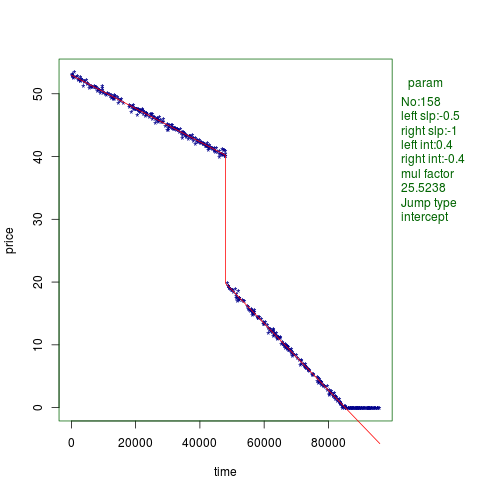 param
No:158
left slp:-0.5
right slp:-1
left int:0.4
right int:-0.4
mul factor
25.5238
Jump type
intercept
price
50
40
30
20
10
0
0 20000 40000 60000 80000
time